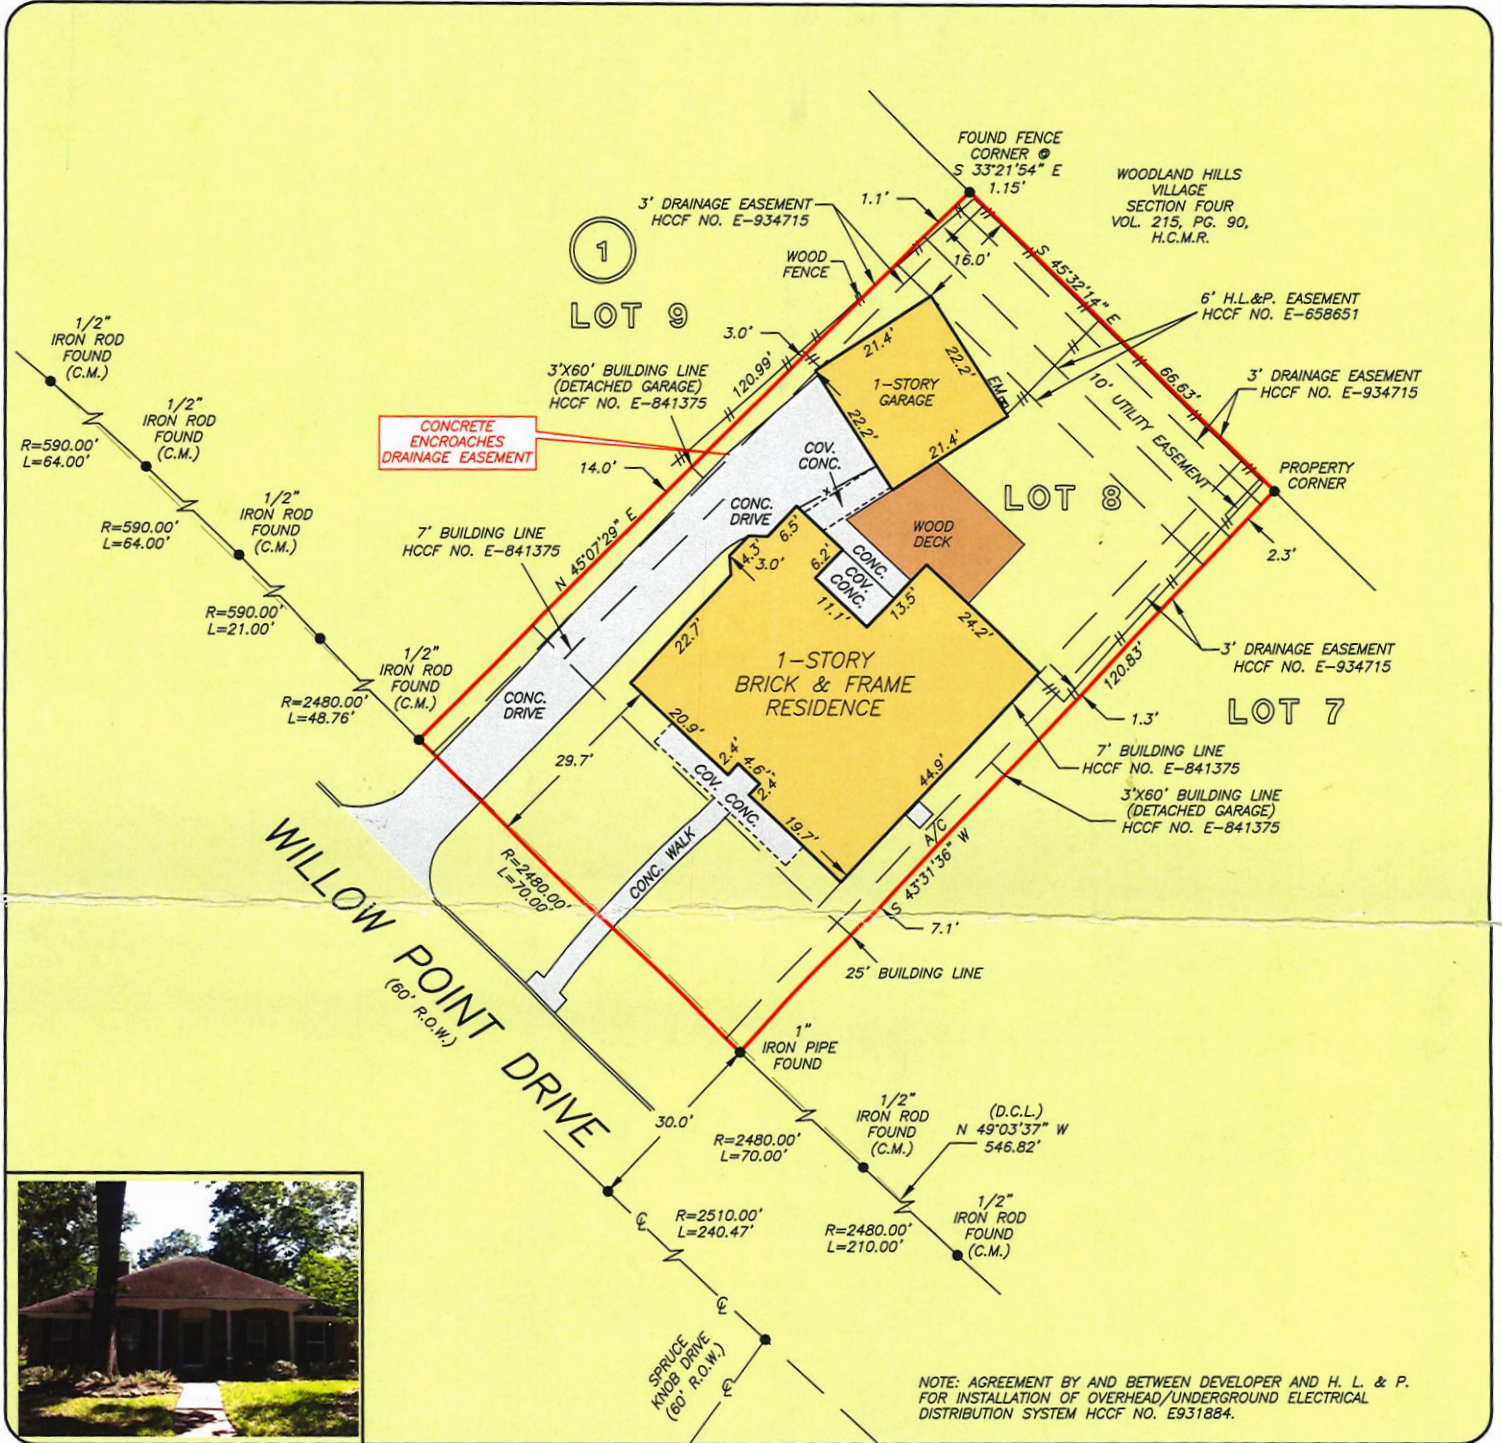 FOUND FENCE
CORNER @
S 33°21'54" E
1.15'
WOODLAND HILLS
VILLAGE
SECTION FOUR
VOL. 215, PG. 90,
H.C.M.R.
3' DRAINAGE EASEMENT
HCCF NO. E-934715
1.1'
1
LOT 9
WOOD
FENCE
16.0'
S 45°32'14" E
66.63'
6' H.L.&P. EASEMENT
HCCF NO. E-658651
1/2"
IRON ROD
FOUND
(C.M.)
3.0'
21.4'
22.2'
1-STORY
GARAGE
EM
22.2'
21.4'
3'X60' BUILDING LINE
(DETACHED GARAGE)
HCCF NO. E-841375
120.99'
10' UTILITY EASEMENT
3' DRAINAGE EASEMENT
HCCF NO. E-934715
1/2"
IRON ROD
FOUND
(C.M.)
CONCRETE
ENCROACHES
DRAINAGE EASEMENT
R=590.00'
L=64.00'
14.0'
COV.
CONC.
PROPERTY
CORNER
LOT 8
1/2"
IRON ROD
FOUND
(C.M.)
R=590.00'
L=64.00'
7' BUILDING LINE
HCCF NO. E-841375
CONC.
DRIVE
N 45°07'29" E
WOOD
DECK
2.3'
4.3'
3.0'
6.5'
6.2'
CONC.
COV.
CONC.
11.1'
13.5'
24.2'
22.7'
R=590.00'
L=21.00'
1/2"
IRON ROD
FOUND
(C.M.)
R=2480.00'
L=48.76'
CONC.
DRIVE
1-STORY
BRICK & FRAME
RESIDENCE
3' DRAINAGE EASEMENT
HCCF NO. E-934715
120.83'
LOT 7
1.3'
20.9'
2.4'
4.6'
2.4'
19.7'
COV. CONC.
44.9'
29.7'
7' BUILDING LINE
HCCF NO. E-841375
3'X60' BUILDING LINE
(DETACHED GARAGE)
HCCF NO. E-841375
A/C
S 43°31'36" W
7.1'
CONC. WALK
R=2480.00'
L=70.00'
25' BUILDING LINE
WILLOW POINT DRIVE
(60' R.O.W.)
1"
IRON PIPE
FOUND
30.0'
R=2480.00'
L=70.00'
1/2"
IRON ROD
FOUND
(C.M.)
(D.C.L.)
N 49°03'37" W
546.82'
R=2510.00'
L=240.47'
R=2480.00'
L=210.00'
1/2"
IRON ROD
FOUND
(C.M.)
℄
℄
℄
SPRUCE
KNOB DRIVE
(60' R.O.W.)
NOTE: AGREEMENT BY AND BETWEEN DEVELOPER AND H. L. & P.
FOR INSTALLATION OF OVERHEAD/UNDERGROUND ELECTRICAL
DISTRIBUTION SYSTEM HCCF NO. E931884.